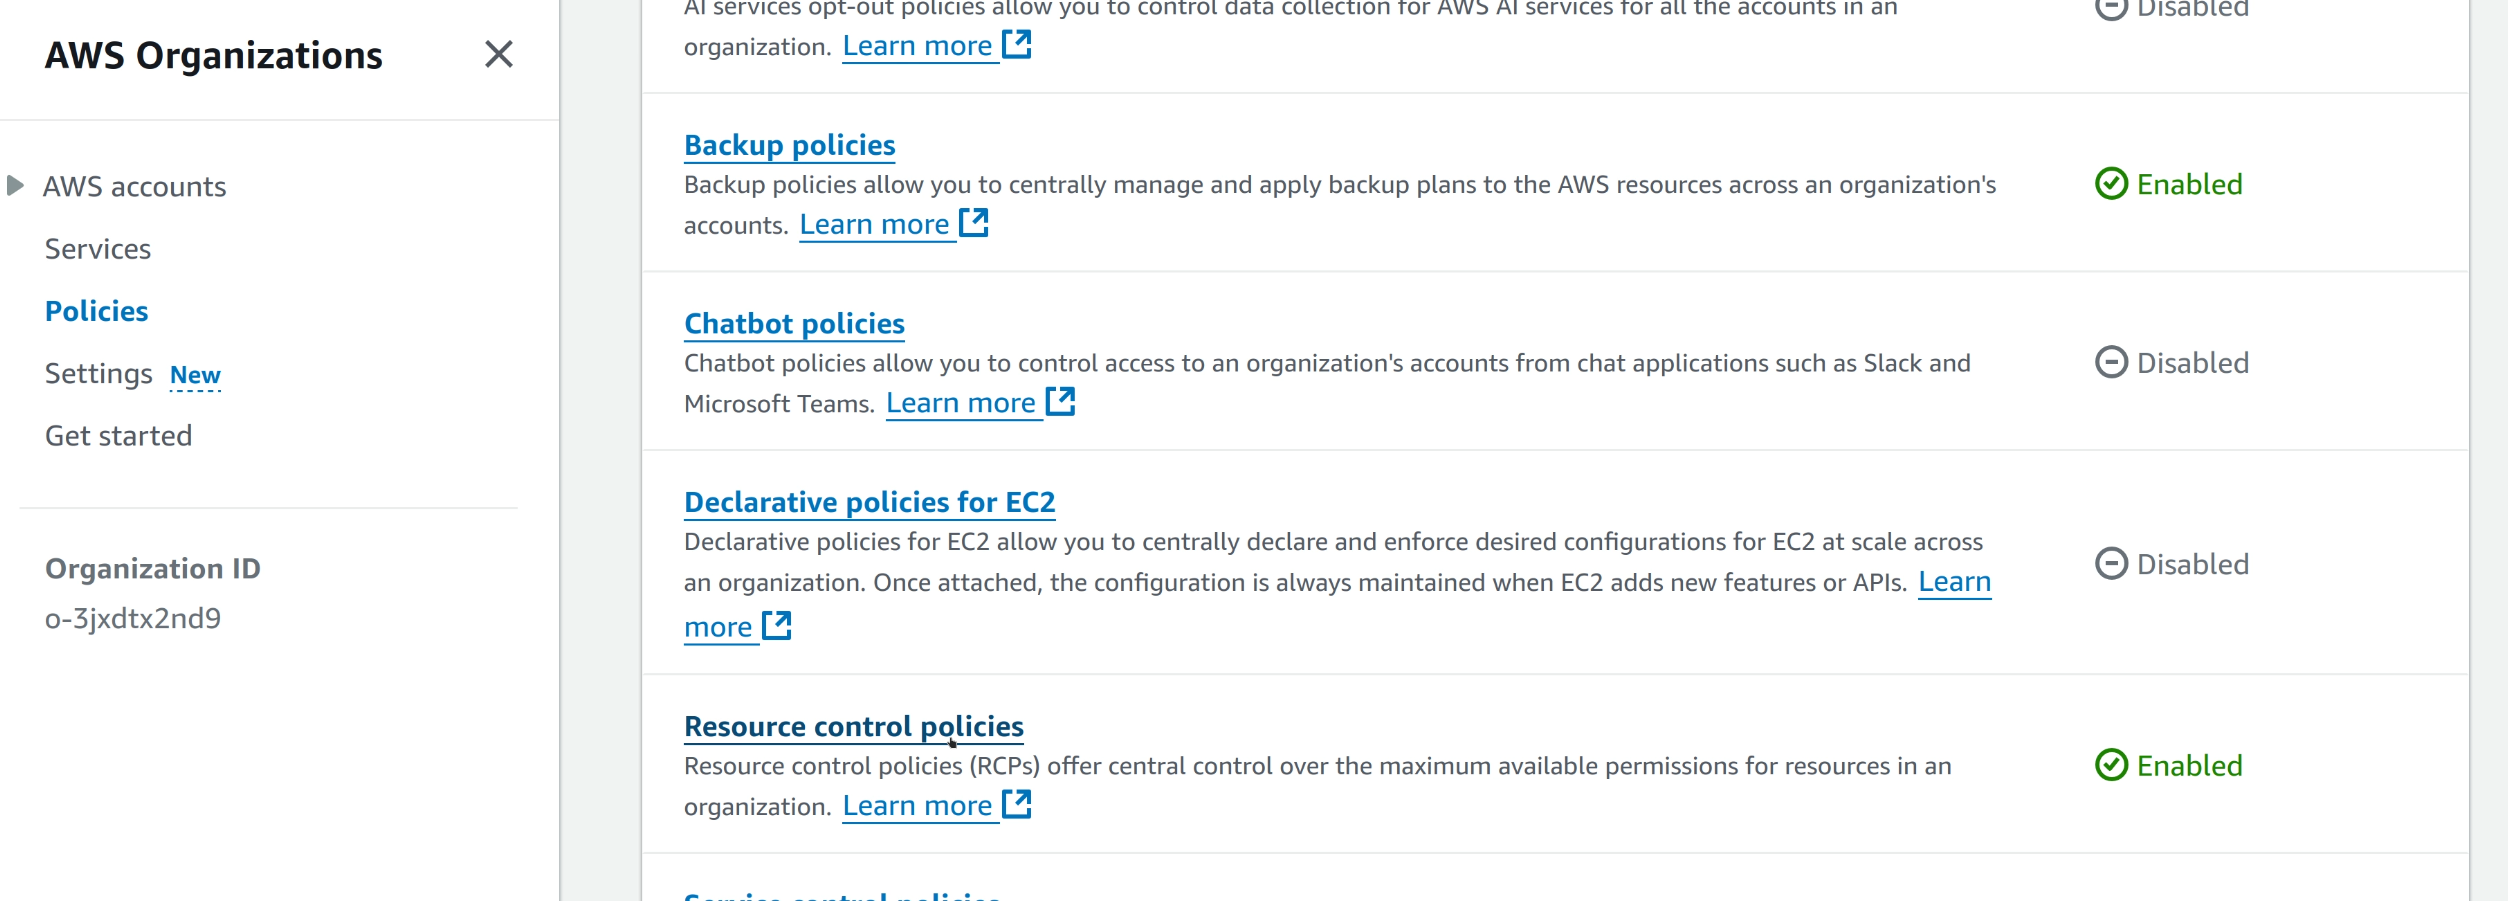 AWS Organizations
AWS accounts
Services
Policies
Settings New
Get started
Organization ID
o-3jxdtx2nd9
AI services opt-out policies allow you to control data collection for AWS AI services for all the accounts in an
organization. Learn more
Disabled
Backup policies
Backup policies allow you to centrally manage and apply backup plans to the AWS resources across an organization's
accounts. Learn more
Enabled
Chatbot policies
Chatbot policies allow you to control access to an organization's accounts from chat applications such as Slack and
Microsoft Teams. Learn more
Disabled
Declarative policies for EC2
Declarative policies for EC2 allow you to centrally declare and enforce desired configurations for EC2 at scale across
an organization. Once attached, the configuration is always maintained when EC2 adds new features or APIs. Learn
more
Disabled
Resource control policies
Resource control policies (RCPs) offer central control over the maximum available permissions for resources in an
organization. Learn more
Enabled
Service control policies